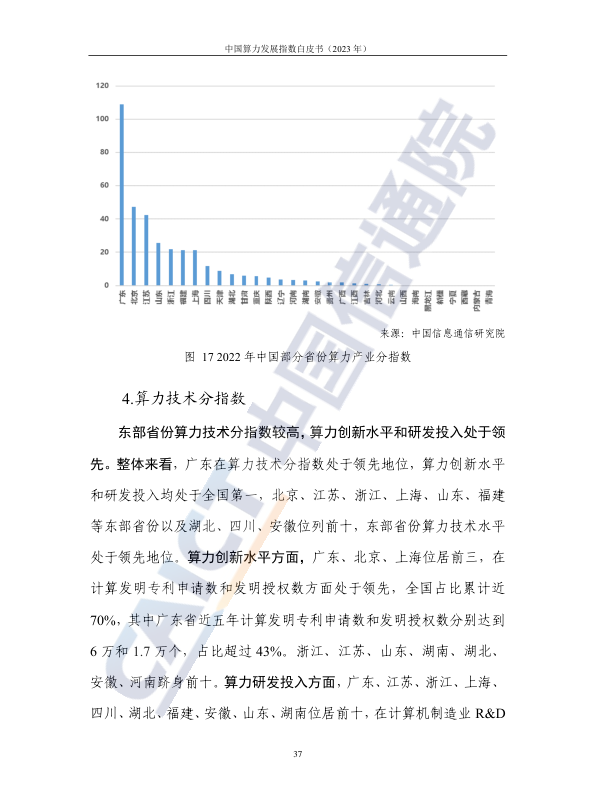 中国算力发展指数白皮书（2023 年）
120
100
80
60
40
20
0
广东 北京 江苏 山东 浙江 福建 上海 四川 天津 湖北 甘肃 重庆 陕西 辽宁 河南 湖南 安徽 贵州 广西 江西 吉林 河北 云南 山西 海南 黑龙江 新疆 宁夏 西藏 内蒙古 青海
来源：中国信息通信研究院
图 17 2022 年中国部分省份算力产业分指数
4.算力技术分指数
东部省份算力技术分指数较高，算力创新水平和研发投入处于领
先。整体来看，广东在算力技术分指数处于领先地位，算力创新水平
和研发投入均处于全国第一，北京、江苏、浙江、上海、山东、福建
等东部省份以及湖北、四川、安徽位列前十，东部省份算力技术水平
处于领先地位。算力创新水平方面，广东、北京、上海位居前三，在
计算发明专利申请数和发明授权数方面处于领先，全国占比累计近
70%，其中广东省近五年计算发明专利申请数和发明授权数分别达到
6 万和 1.7 万个，占比超过 43%。浙江、江苏、山东、湖南、湖北、
安徽、河南跻身前十。算力研发投入方面，广东、江苏、浙江、上海、
四川、湖北、福建、安徽、山东、湖南位居前十，在计算机制造业 R&D
37
CAICT 中国信通院